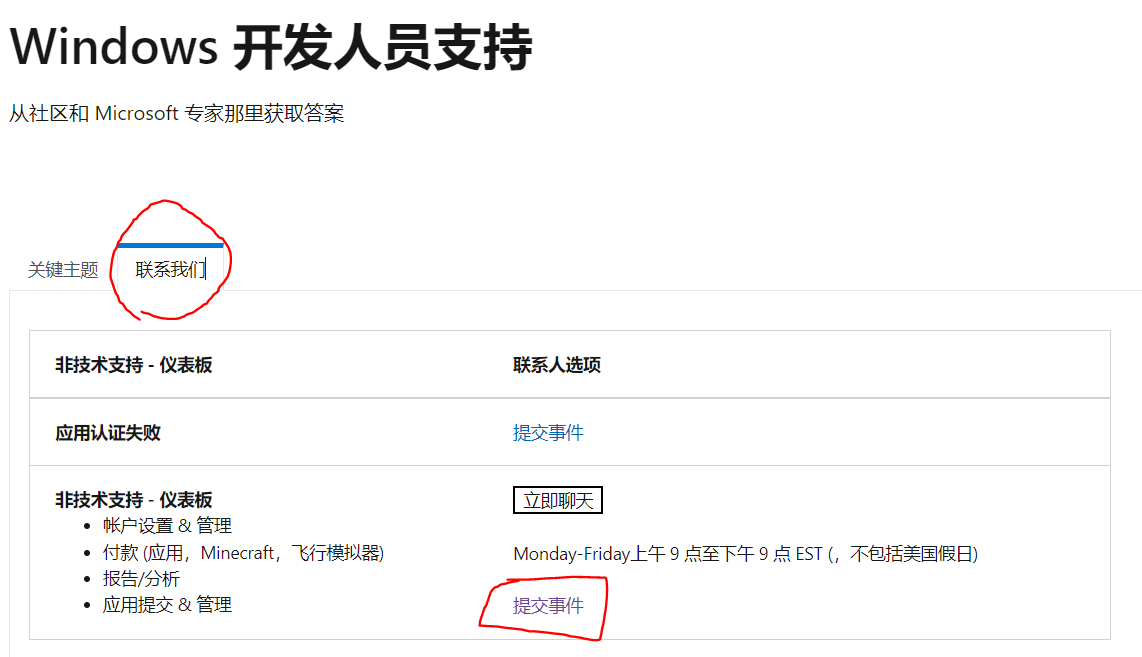 Windows 开发人员支持
从社区和 Microsoft 专家那里获取答案
关键主题 联系我们
非技术支持 - 仪表板 联系人选项
应用认证失败 提交事件
非技术支持 - 仪表板 立即聊天
• 帐户设置 & 管理
• 付款 (应用，Minecraft，飞行模拟器) Monday-Friday上午 9 点至下午 9 点 EST (，不包括美国假日)
• 报告/分析
• 应用提交 & 管理 提交事件